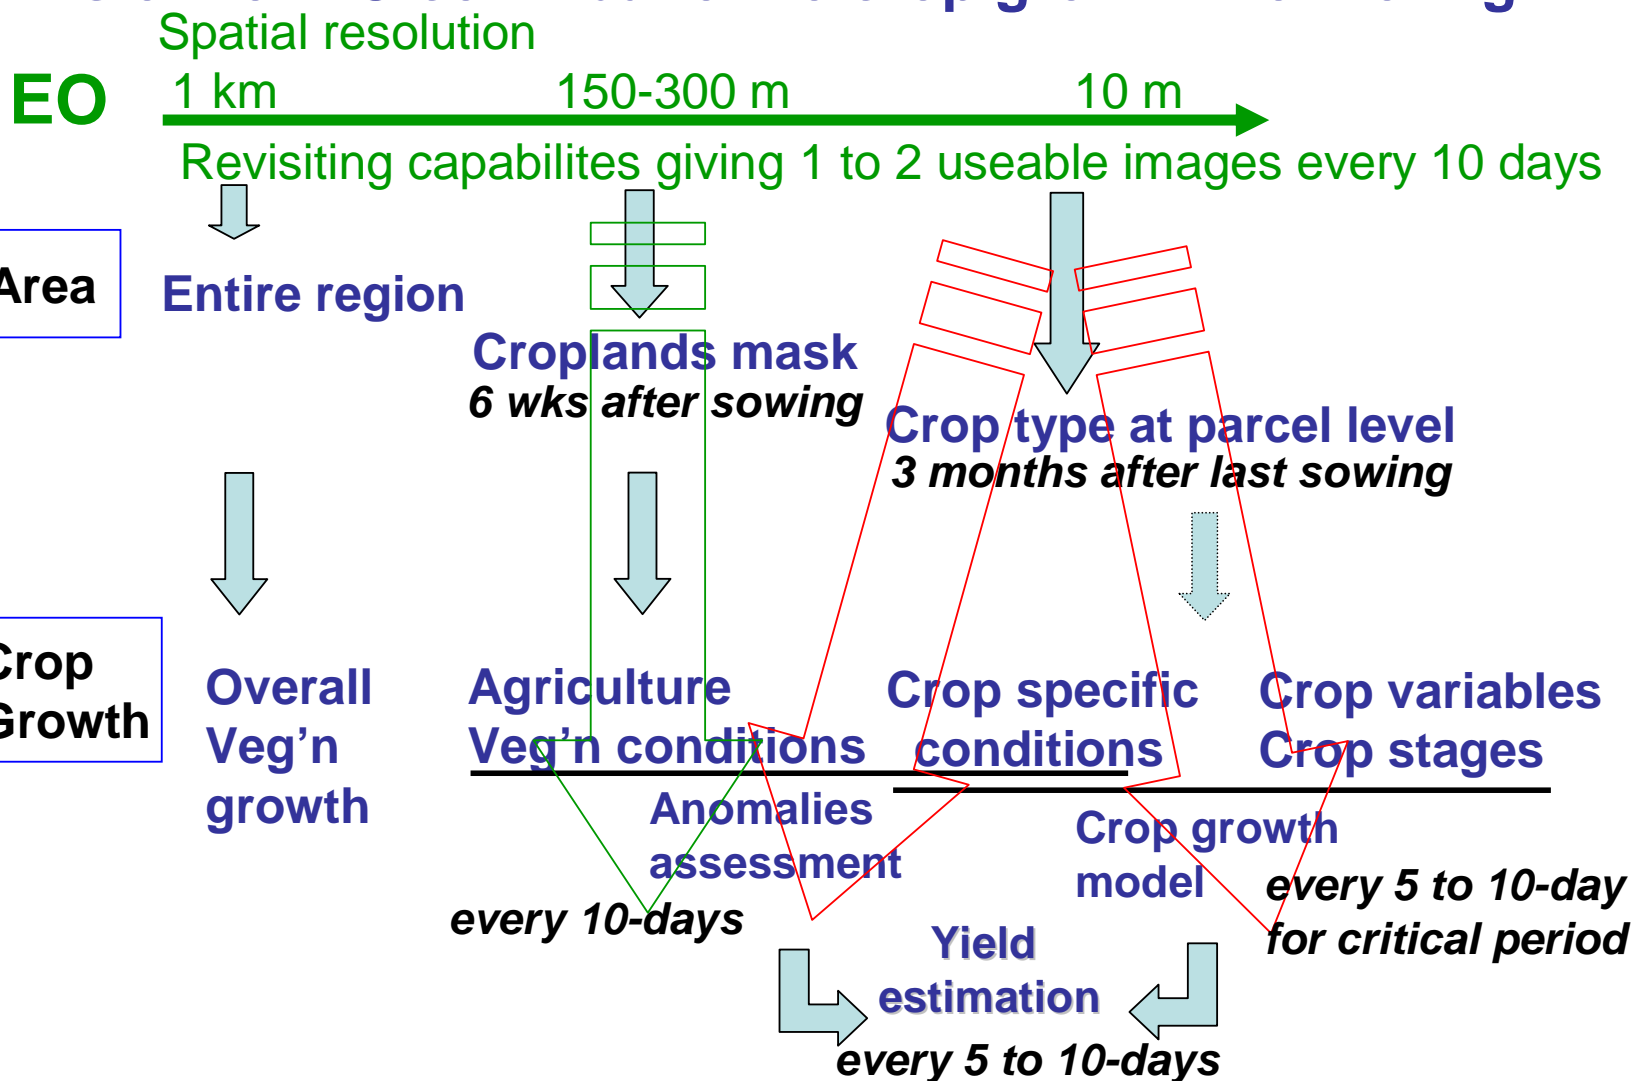 Spatial resolution
EO
1 km
150-300 m
10 m
Revisiting capabilites giving 1 to 2 useable images every 10 days
Area
Entire region
Croplands mask
6 wks after sowing
Crop type at parcel level
3 months after last sowing
Crop
Growth
Overall
Veg'n
growth
Agriculture
Veg'n conditions
Crop specific
conditions
Crop variables
Crop stages
Anomalies
assessment
Crop growth
model
every 10-days
every 5 to 10-day
for critical period
Yield
estimation
every 5 to 10-days